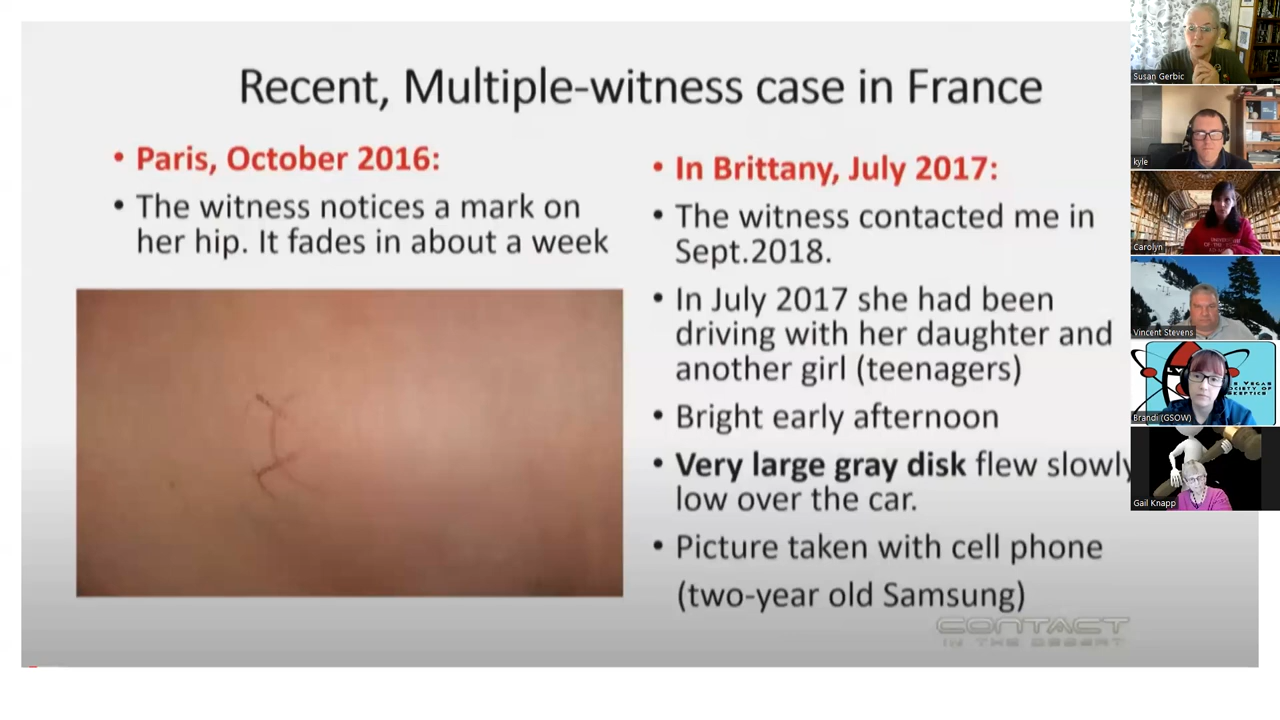 Recent, Multiple-witness case in France
• Paris, October 2016:
• The witness notices a mark on
her hip. It fades in about a week
• In Brittany, July 2017:
• The witness contacted me in
Sept.2018.
• In July 2017 she had been
driving with her daughter and
another girl (teenagers)
• Bright early afternoon
• Very large gray disk flew slowly
low over the car.
• Picture taken with cell phone
(two-year old Samsung)
CONTACT
IN THE DESERT
Susan Gerbic
kyle
Carolyn
Vincent Stevens
Brandi (GSOW)
Gail Knapp